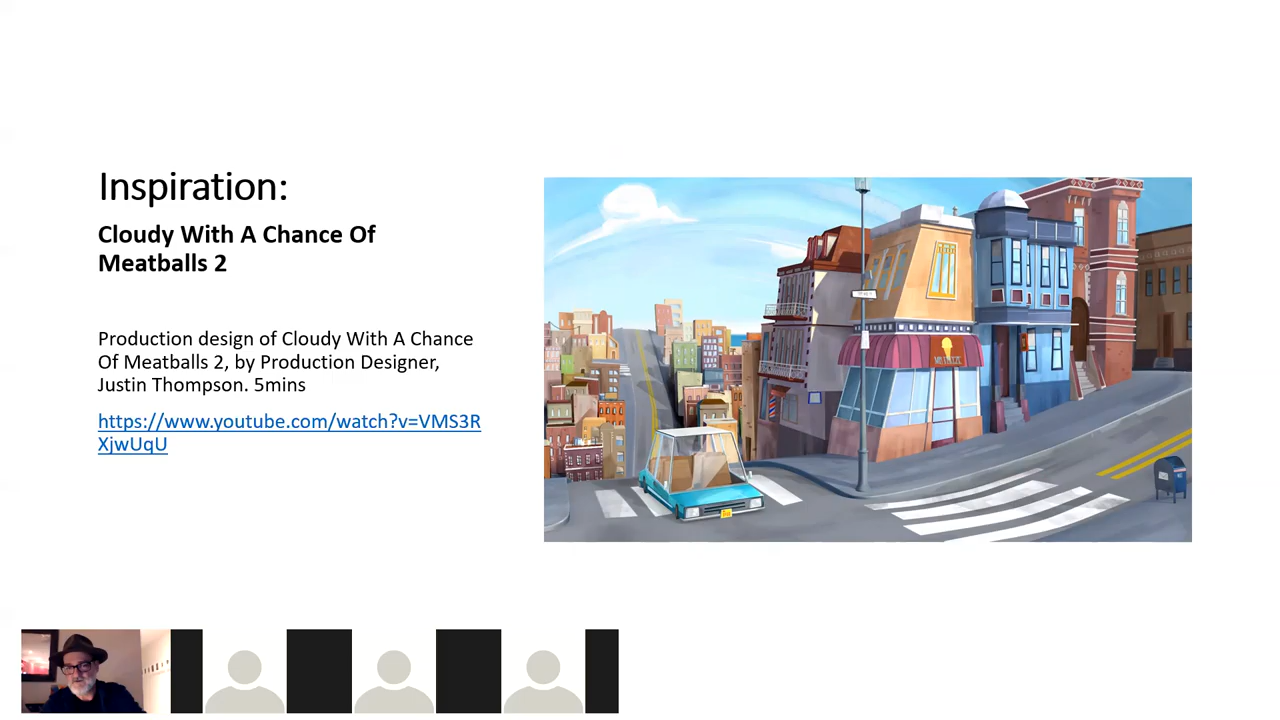 Inspiration:
Cloudy With A Chance Of
Meatballs 2
Production design of Cloudy With A Chance
Of Meatballs 2, by Production Designer,
Justin Thompson. 5mins
https://www.youtube.com/watch?v=VMS3R
XjwUqU